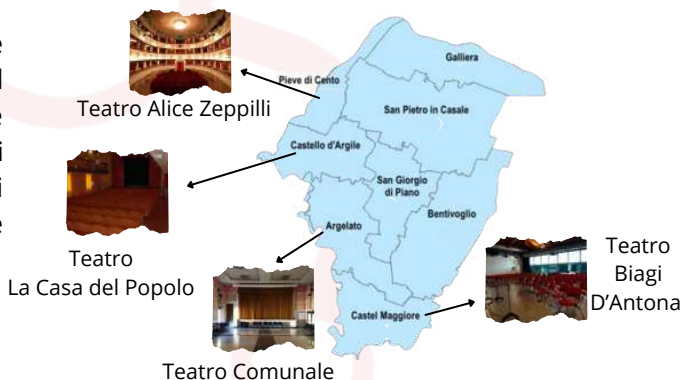 e
l
e
i
i
e
Galliera
Pieve di Cento
Teatro Alice Zeppilli
San Pietro in Casale
Castello d'Argile
San Giorgio
di Piano
Bentivoglio
Argelato
Teatro
La Casa del Popolo
Teatro
Biagi
D'Antona
Castel Maggiore
Teatro Comunale